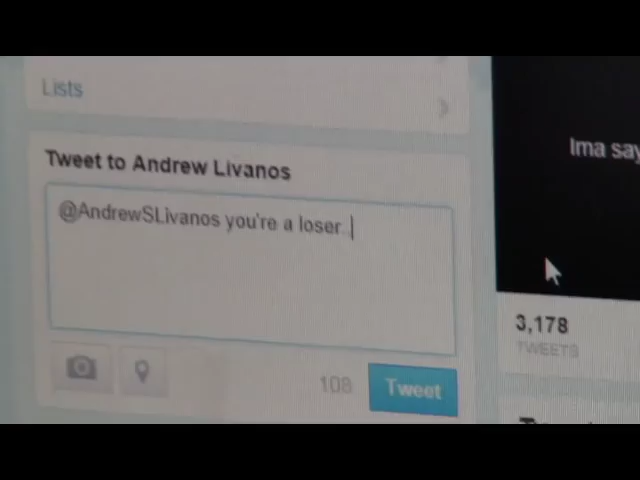 Lists
Tweet to Andrew Livanos
@AndrewSLivanos you're a loser.
Ima say
3,178
TWEETS
108
Tweet